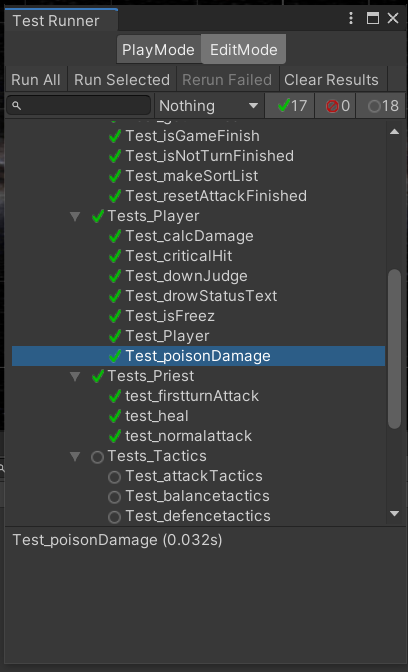 Test Runner
PlayMode EditMode
Run All Run Selected Rerun Failed Clear Results
Nothing 17 0 18
Test_isGameFinish
Test_isNotTurnFinished
Test_makeSortList
Test_resetAttackFinished
Tests_Player
Test_calcDamage
Test_criticalHit
Test_downJudge
Test_drowStatusText
Test_isFreez
Test_Player
Test_poisonDamage
Tests_Priest
test_firstturnAttack
test_heal
test_normalattack
Tests_Tactics
Test_attackTactics
Test_balancetactics
Test_defencetactics
Test_poisonDamage (0.032s)